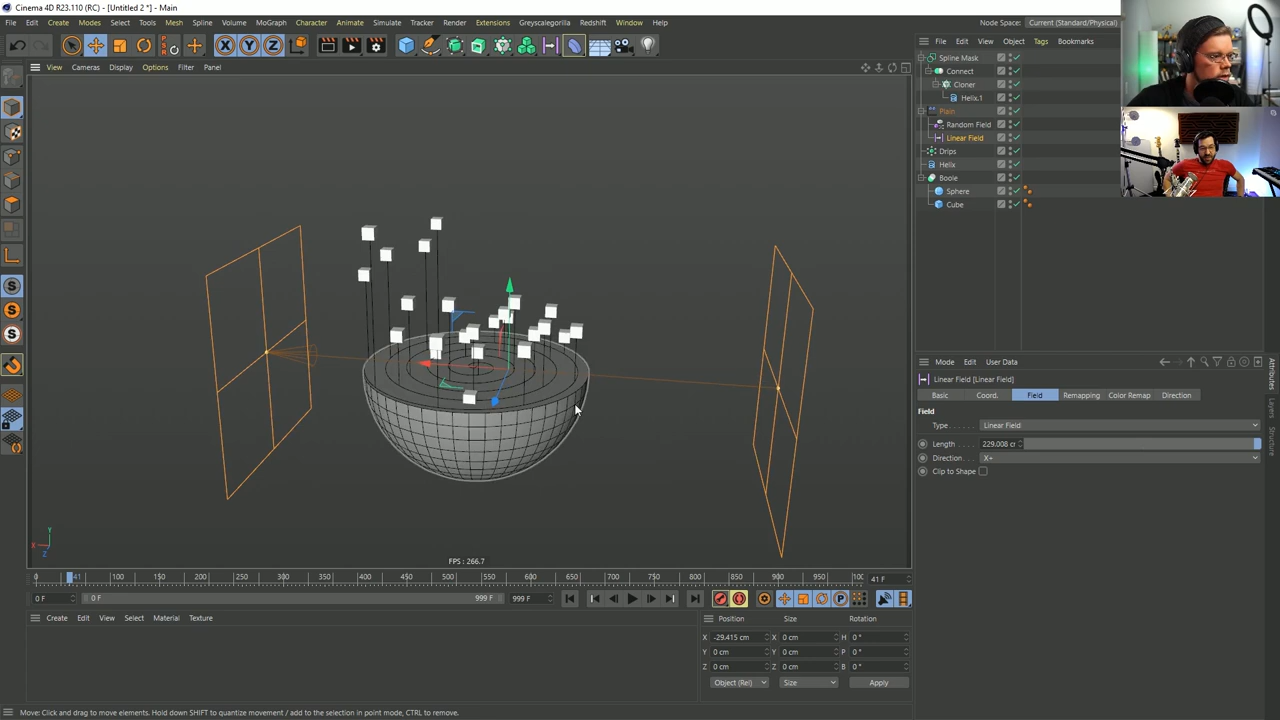 Cinema 4D R23.110 (RC) - [Untitled 2 *] - Main
File Edit Create Modes Select Tools Mesh Spline Volume MoGraph Character Animate Simulate Tracker Render Extensions Greyscalegorilla Redshift Window Help
Node Space: Current (Standard/Physical)
X Y Z
File Edit View Object Tags Bookmarks
View Cameras Display Options Filter Panel
Spline Mask
Connect
Cloner
Helix.1
Plain
Random Field
Linear Field
Drips
Helix
Boole
Sphere
Cube
Layers
Structure
Mode Edit User Data
Linear Field [Linear Field]
Basic Coord. Field Remapping Color Remap Direction
Field
Type Linear Field
Length 229.008 cr
Direction X+
Clip to Shape
Y
X
Z
FPS : 266.7
0 41 100 150 200 250 300 350 400 450 500 550 600 650 700 750 800 850 900 950 100
41 F
0 F 0 F 999 F 999 F
P
Create Edit Function Select Material Texture
Position Size Rotation
X -29.415 cm X 0 cm H 0 °
Y 0 cm Y 0 cm P 0 °
Z 0 cm Z 0 cm B 0 °
Object (Rel) Size Apply
Move: Click and drag to move elements. Hold down SHIFT to quantize movement / add to the selection in point mode, CTRL to remove.